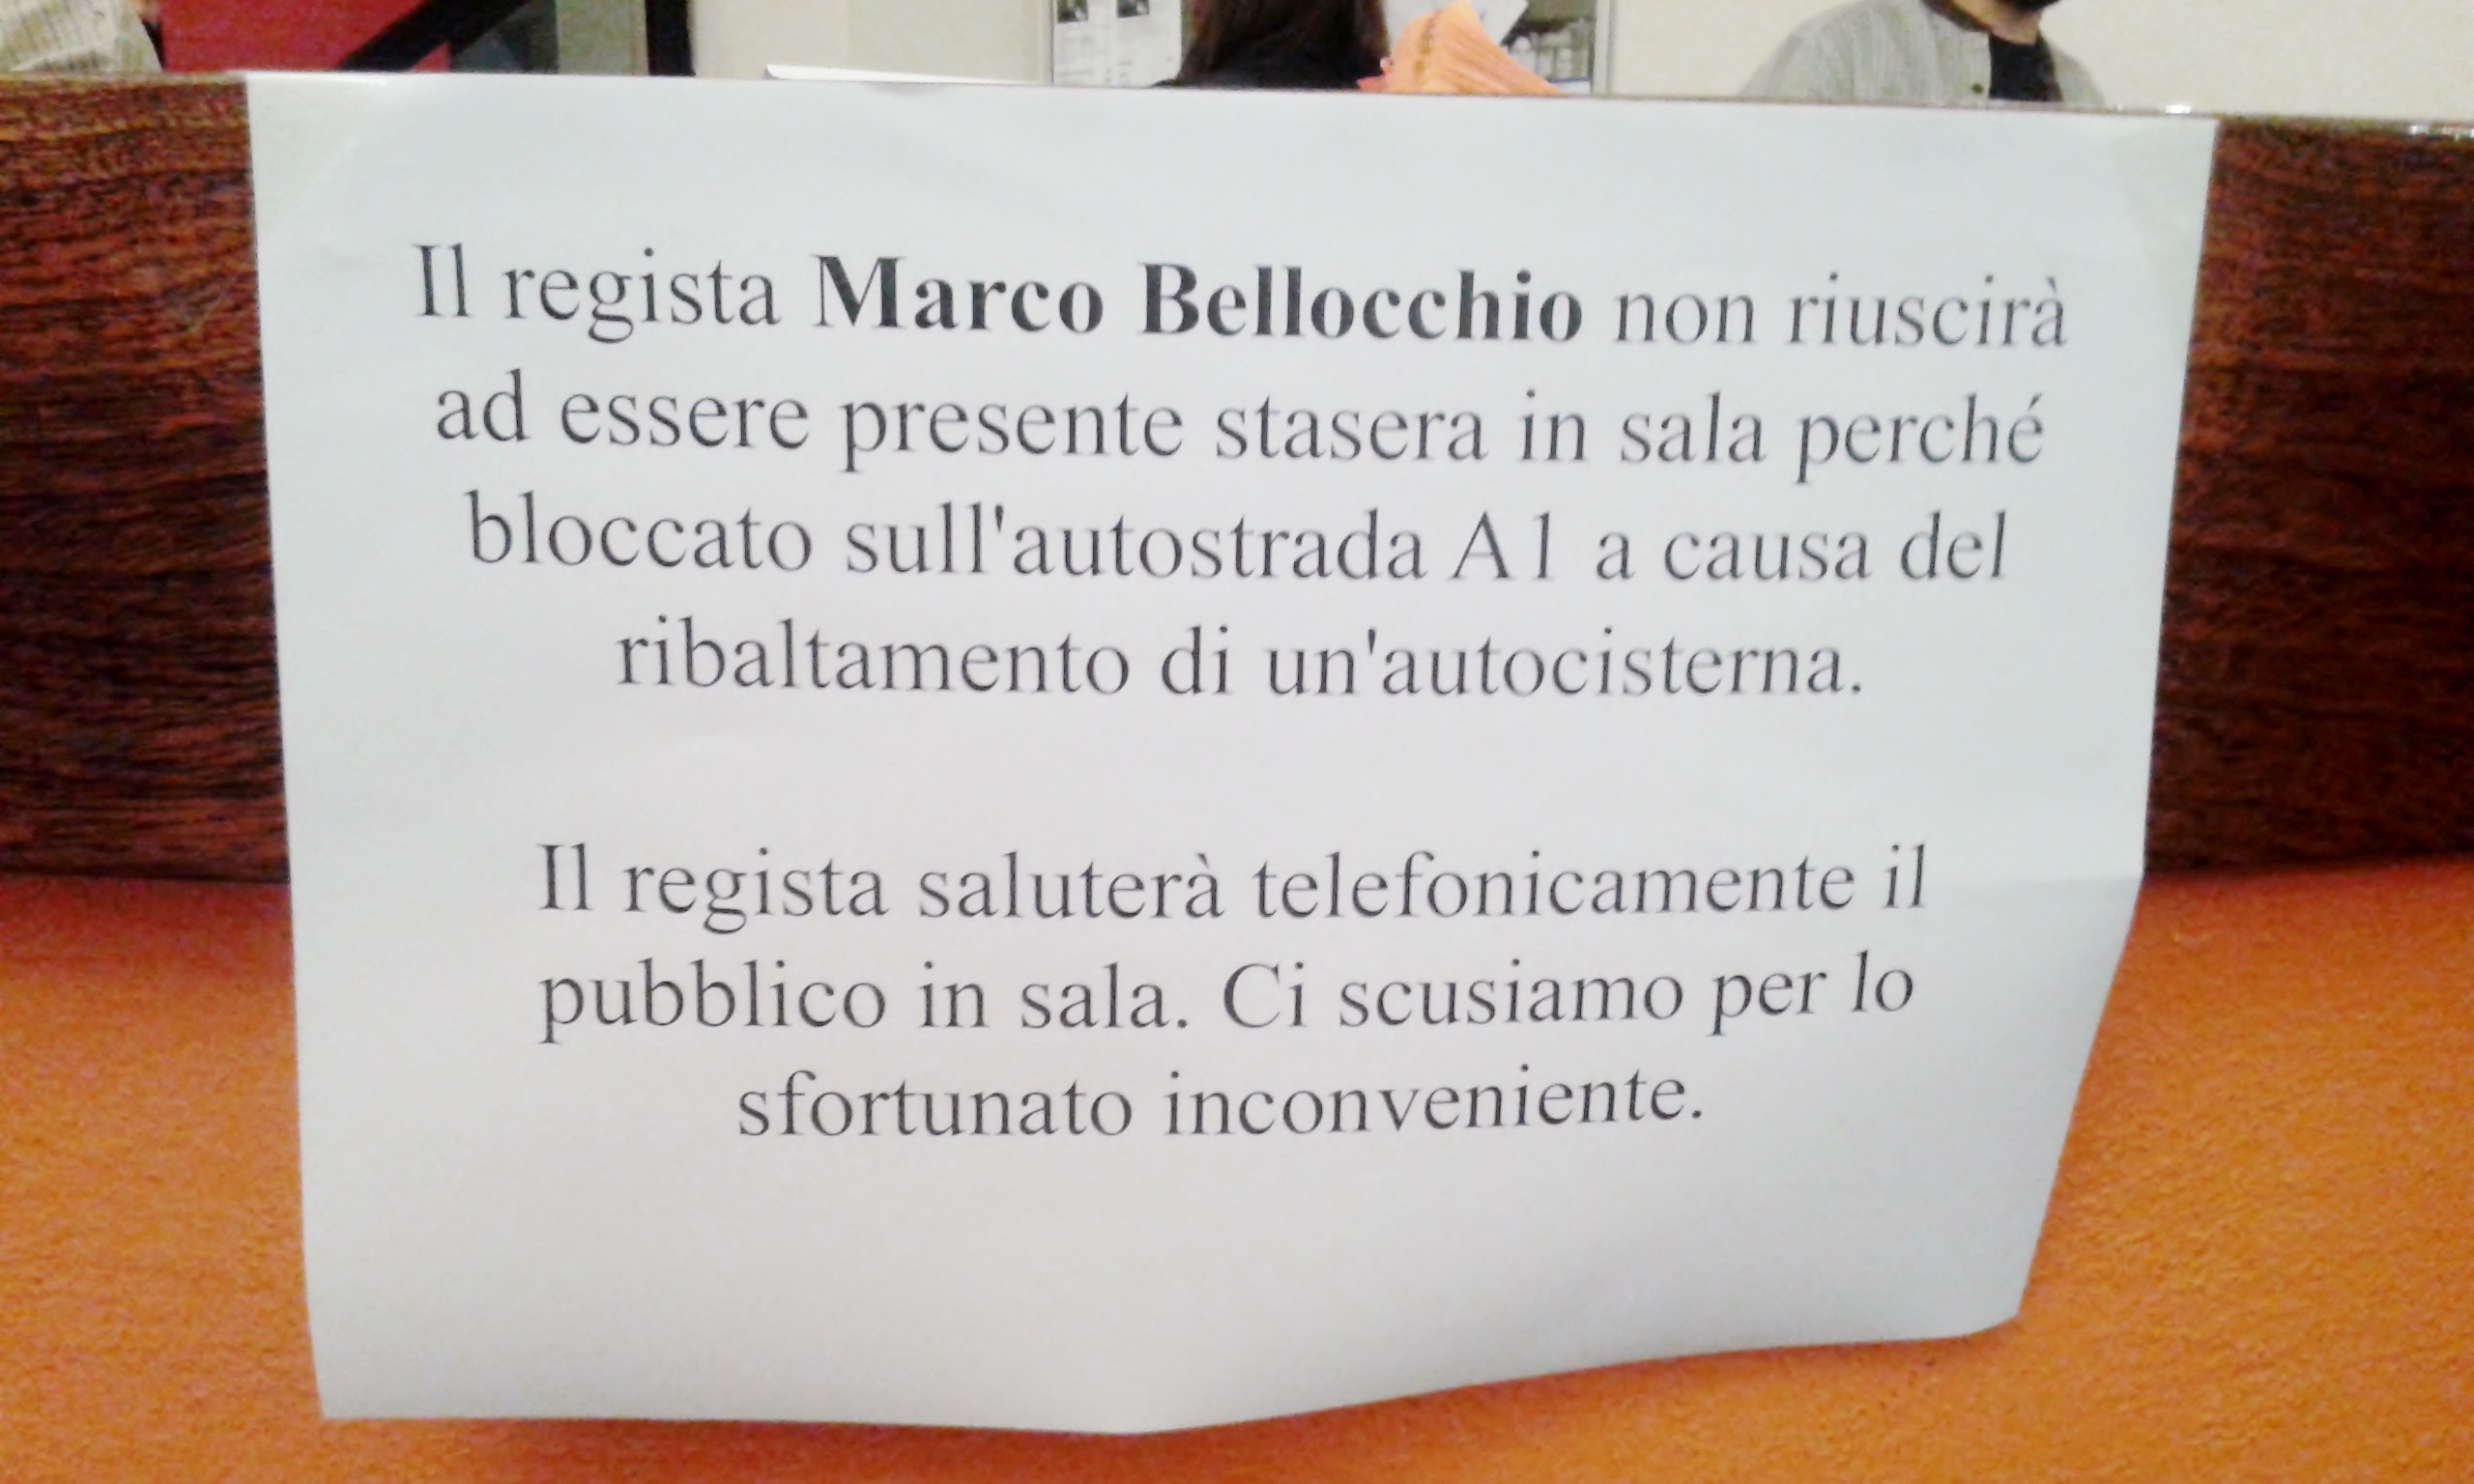 Il regista Marco Bellocchio non riuscirà
ad essere presente stasera in sala perché
bloccato sull'autostrada A1 a causa del
ribaltamento di un'autocisterna.
Il regista saluterà telefonicamente il
pubblico in sala. Ci scusiamo per lo
sfortunato inconveniente.